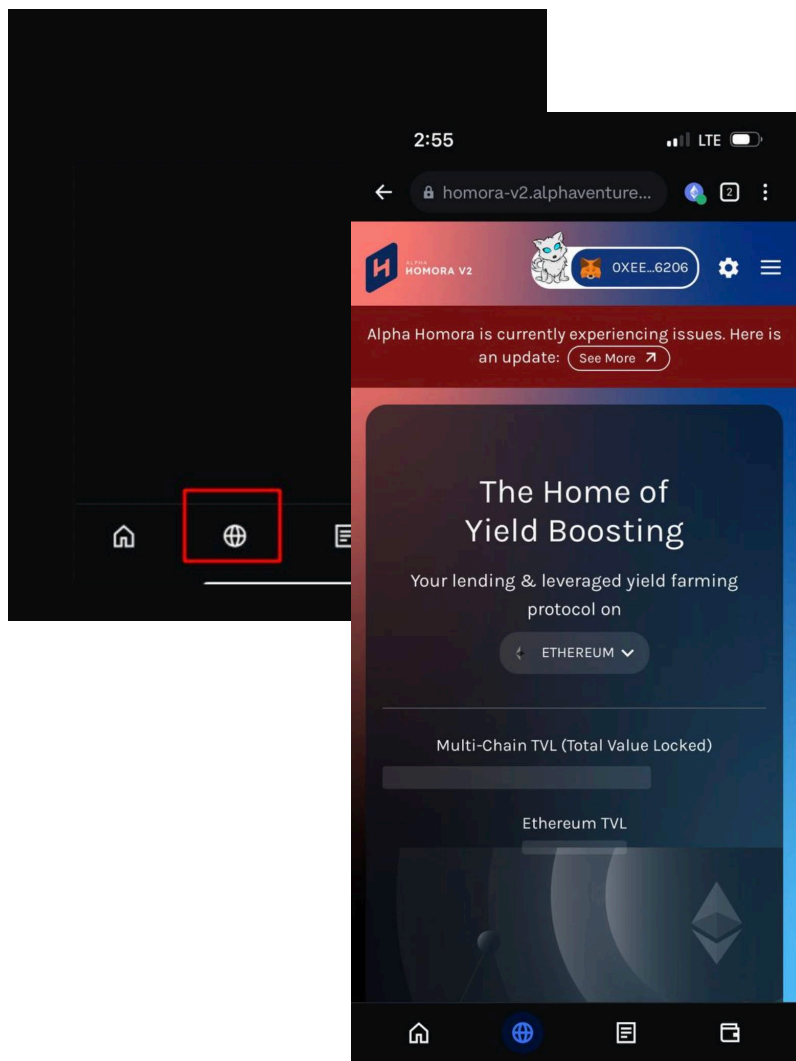 2:55
LTE
homora-v2.alphaventure...
2
ALPHA
HOMORA V2
0XEE...6206
Alpha Homora is currently experiencing issues. Here is
an update: See More
The Home of
Yield Boosting
Your lending & leveraged yield farming
protocol on
ETHEREUM
Multi-Chain TVL (Total Value Locked)
Ethereum TVL